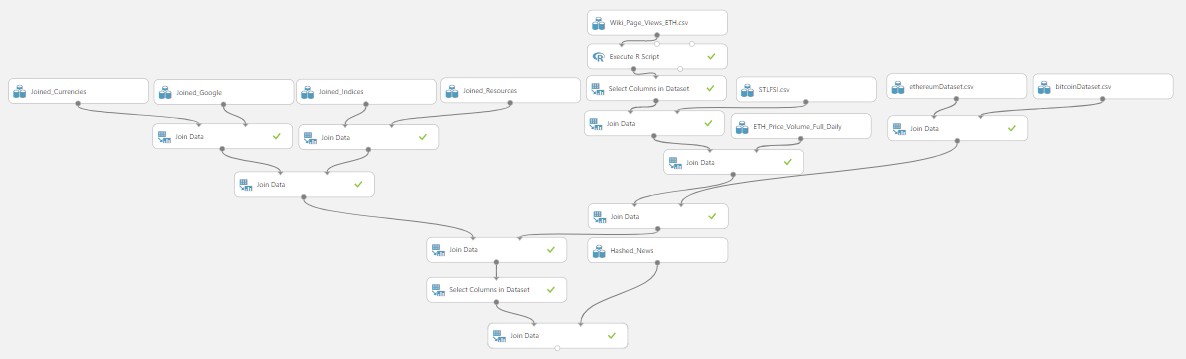 Wiki_Page_Views_ETH.csv
Execute R Script
Joined_Currencies
Joined_Google
Joined_Indices
Joined_Resources
Select Columns in Dataset
STLFSI.csv
ethereumDataset.csv
bitcoinDataset.csv
Join Data
Join Data
Join Data
ETH_Price_Volume_Full_Daily
Join Data
Join Data
Join Data
Join Data
Join Data
Hashed_News
Select Columns in Dataset
Join Data